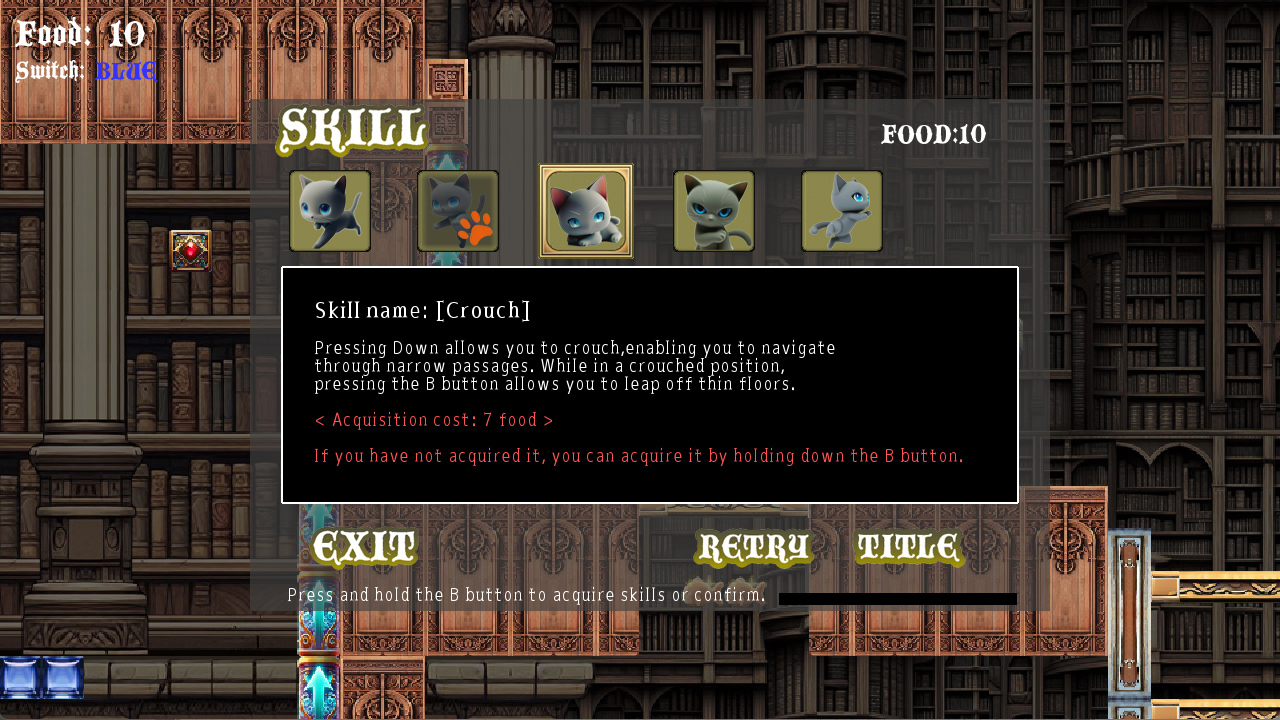 Food: 10
Switch: BLUE
SKILL
FOOD:10
Skill name: [Crouch]
Pressing Down allows you to crouch,enabling you to navigate
through narrow passages. While in a crouched position,
pressing the B button allows you to leap off thin floors.
< Acquisition cost: 7 food >
If you have not acquired it, you can acquire it by holding down the B button.
EXIT
RETRY
TITLE
Press and hold the B button to acquire skills or confirm.